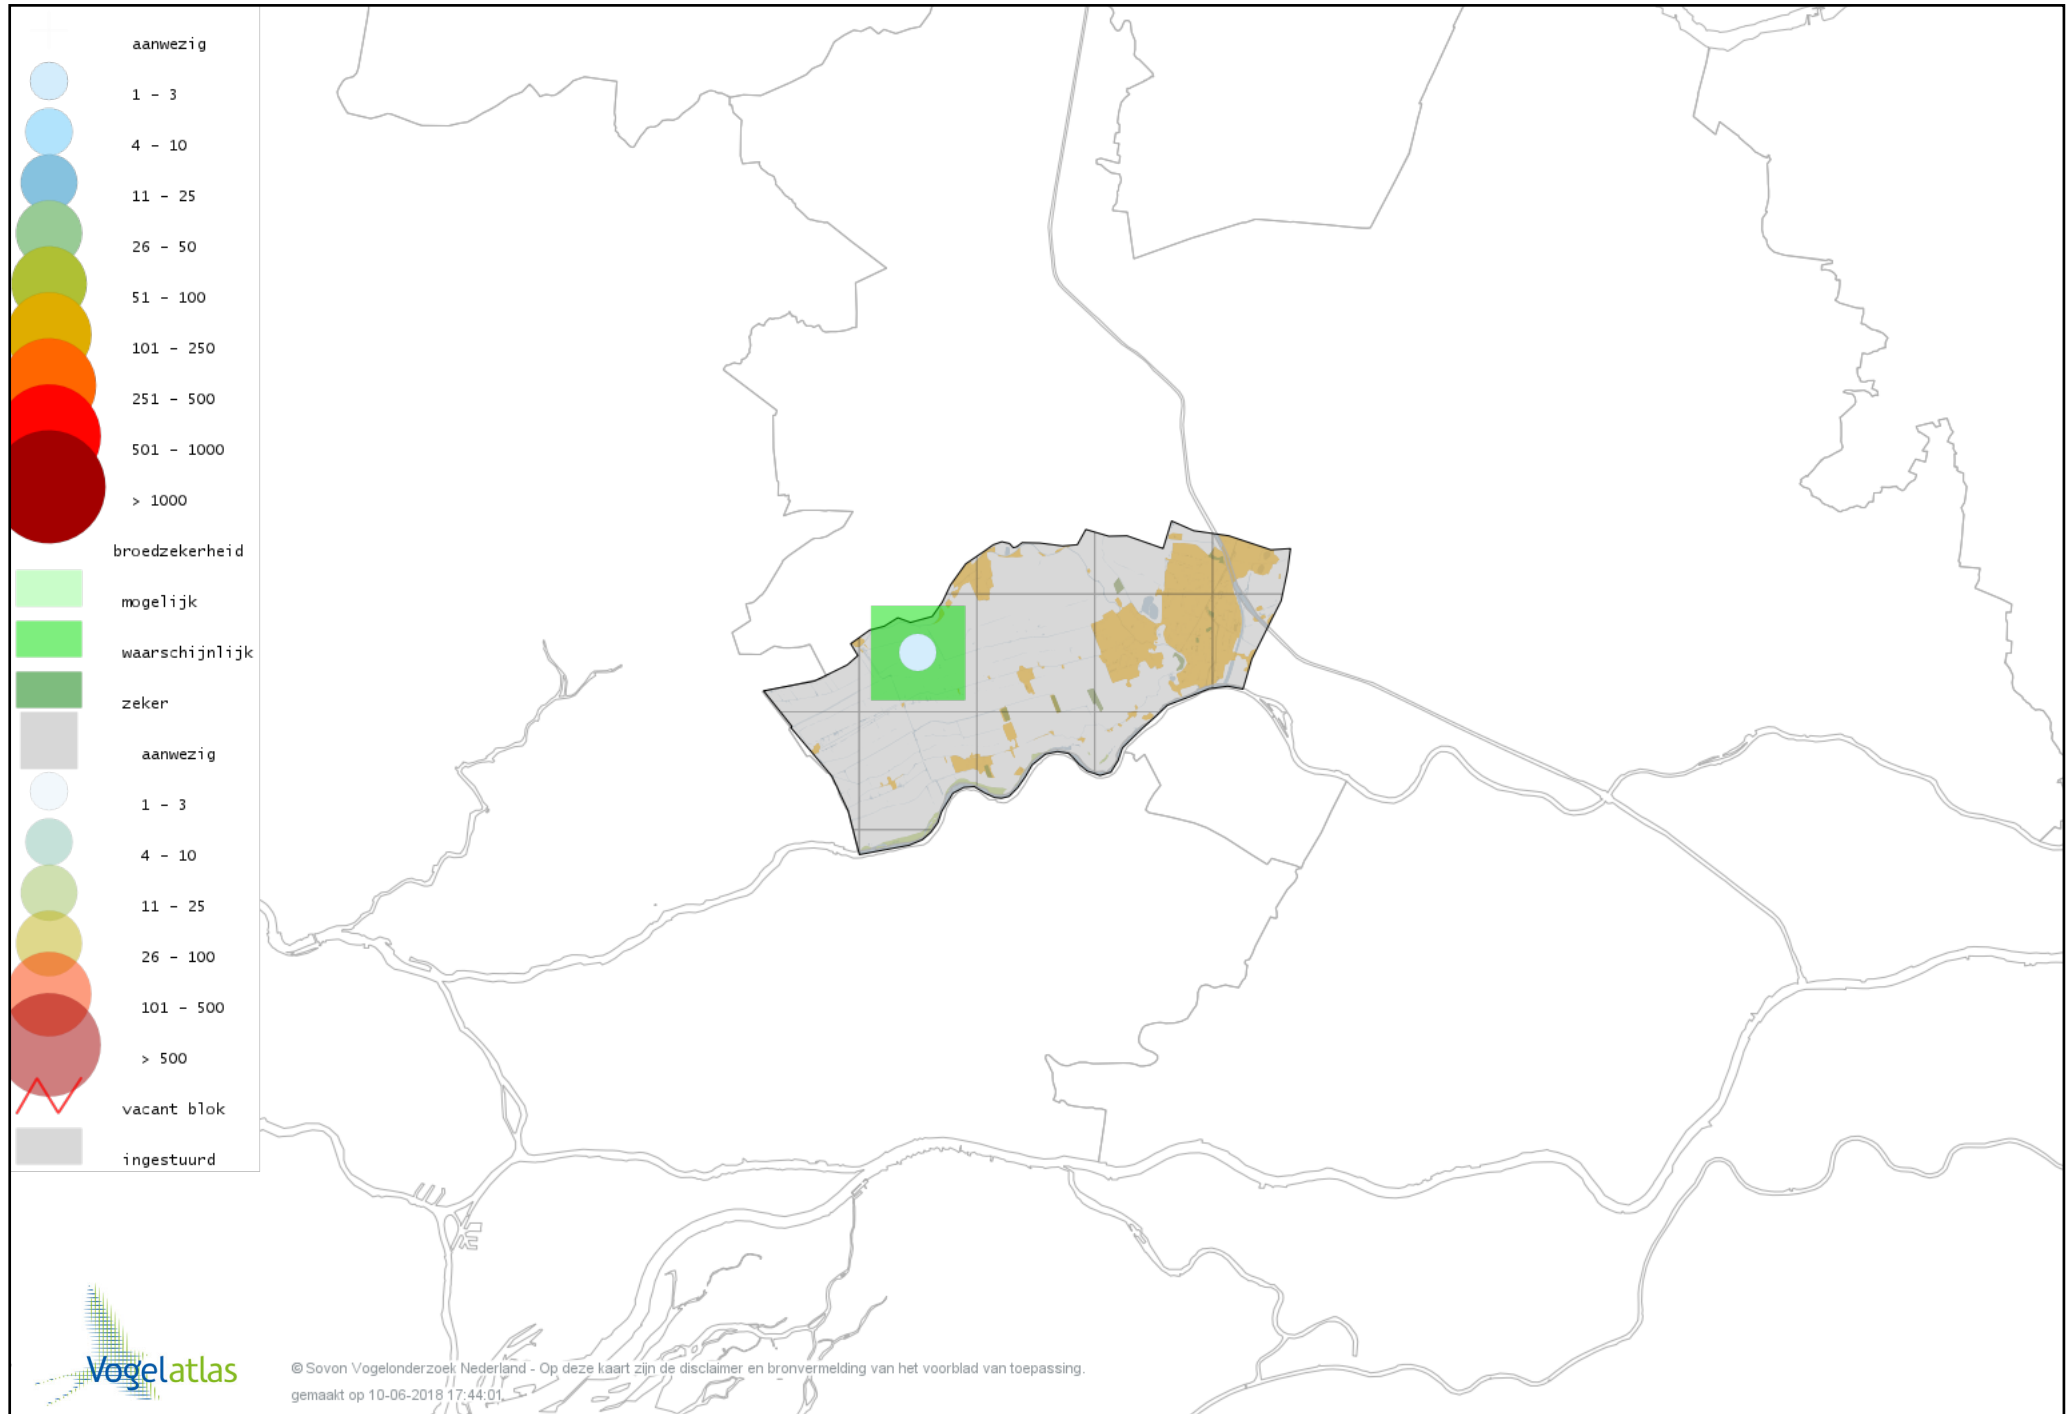 aanwezig
1 – 3
4 – 10
11 – 25
26 – 50
51 – 100
101 – 250
251 – 500
501 – 1000
> 1000
broedzekerheid
mogelijk
waarschijnlijk
zeker
aanwezig
1 – 3
4 – 10
11 – 25
26 – 100
101 – 500
> 500
vacant blok
ingestuurd
Vogelatlas
© Sovon Vogelonderzoek Nederland - Op deze kaart zijn de disclaimer en bronvermelding van het voorblad van toepassing.
gemaakt op 10-06-2018 17:44:01